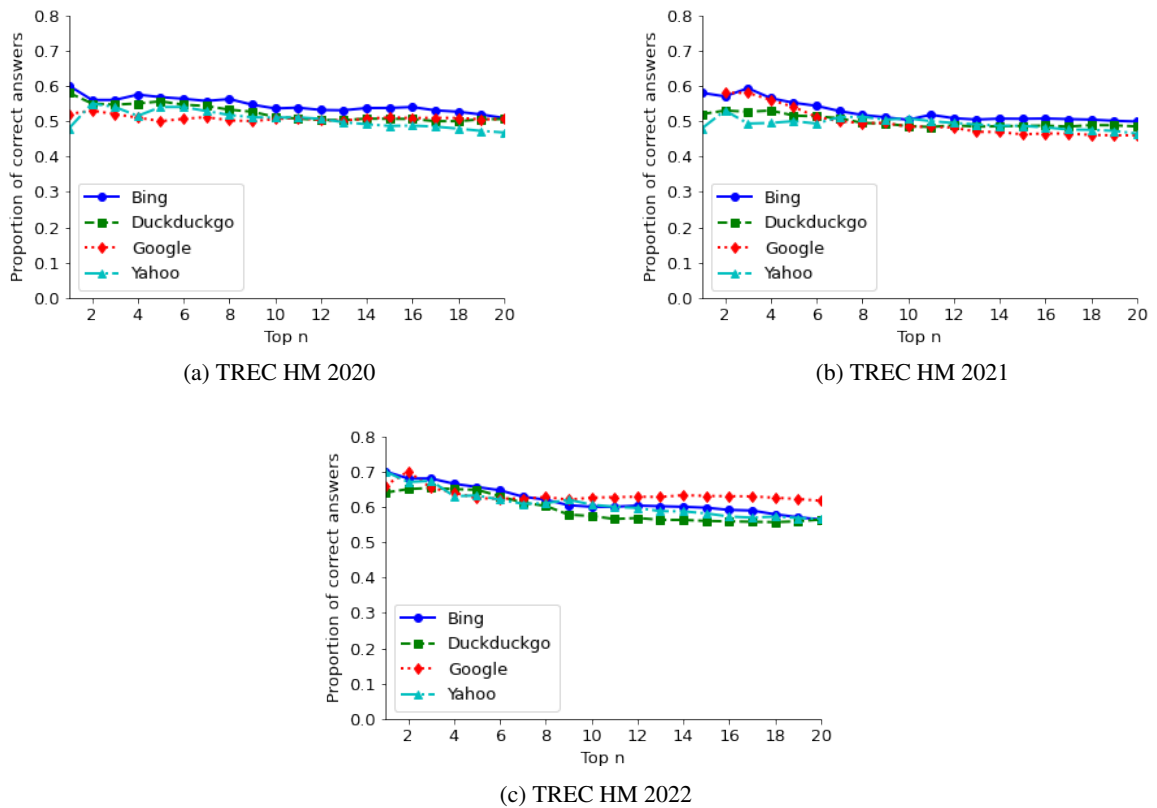 0.8
0.7
0.6
0.5
0.4
0.3
0.2
0.1
0.0
Proportion of correct answers
Bing
Duckduckgo
Google
Yahoo
2 4 6 8 10 12 14 16 18 20
Top n
(a) TREC HM 2020
0.8
0.7
0.6
0.5
0.4
0.3
0.2
0.1
0.0
Proportion of correct answers
Bing
Duckduckgo
Google
Yahoo
2 4 6 8 10 12 14 16 18 20
Top n
(b) TREC HM 2021
0.8
0.7
0.6
0.5
0.4
0.3
0.2
0.1
0.0
Proportion of correct answers
Bing
Duckduckgo
Google
Yahoo
2 4 6 8 10 12 14 16 18 20
Top n
(c) TREC HM 2022